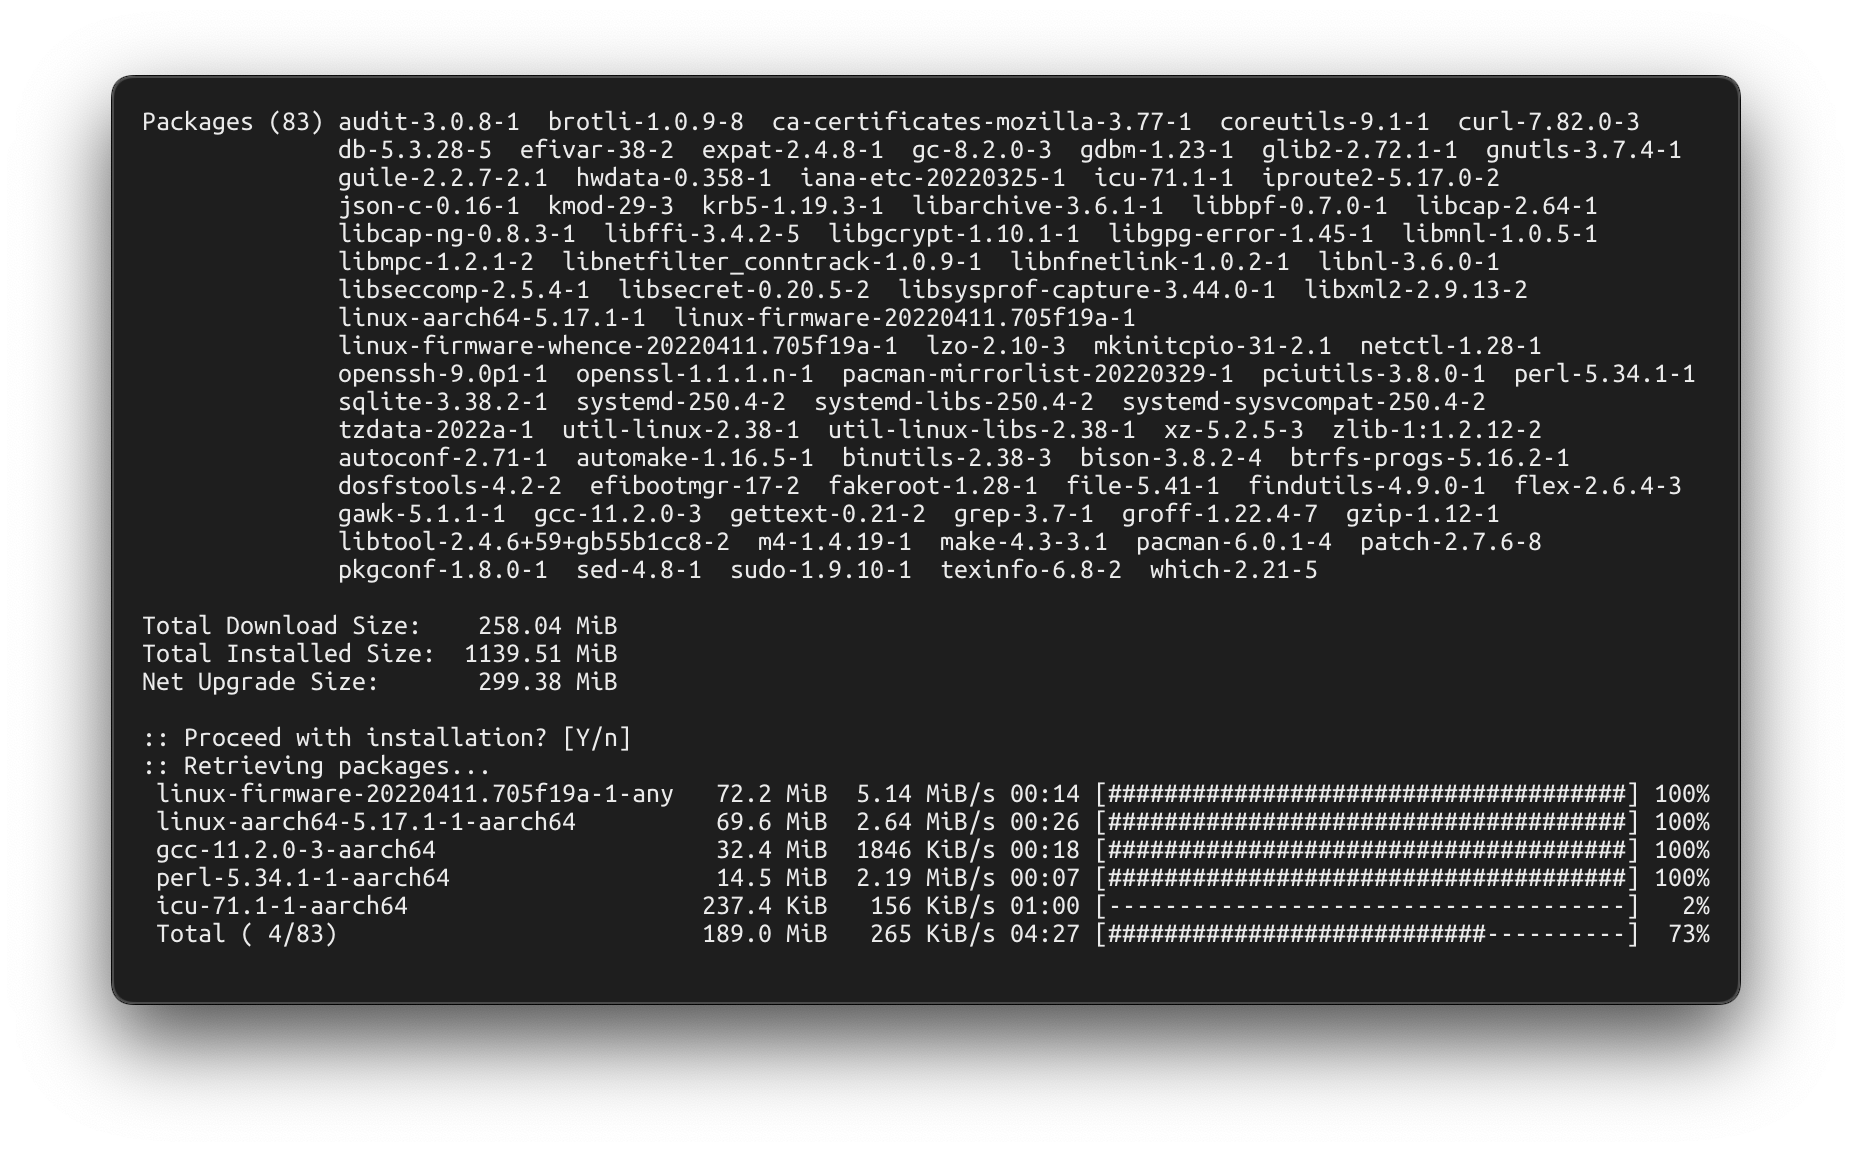 Packages (83) audit-3.0.8-1  brotli-1.0.9-8  ca-certificates-mozilla-3.77-1  coreutils-9.1-1  curl-7.82.0-3
              db-5.3.28-5  efivar-38-2  expat-2.4.8-1  gc-8.2.0-3  gdbm-1.23-1  glib2-2.72.1-1  gnutls-3.7.4-1
              guile-2.2.7-2.1  hwdata-0.358-1  iana-etc-20220325-1  icu-71.1-1  iproute2-5.17.0-2
              json-c-0.16-1  kmod-29-3  krb5-1.19.3-1  libarchive-3.6.1-1  libbpf-0.7.0-1  libcap-2.64-1
              libcap-ng-0.8.3-1  libffi-3.4.2-5  libgcrypt-1.10.1-1  libgpg-error-1.45-1  libmnl-1.0.5-1
              libmpc-1.2.1-2  libnetfilter_conntrack-1.0.9-1  libnfnetlink-1.0.2-1  libnl-3.6.0-1
              libseccomp-2.5.4-1  libsecret-0.20.5-2  libsysprof-capture-3.44.0-1  libxml2-2.9.13-2
              linux-aarch64-5.17.1-1  linux-firmware-20220411.705f19a-1
              linux-firmware-whence-20220411.705f19a-1  lzo-2.10-3  mkinitcpio-31-2.1  netctl-1.28-1
              openssh-9.0p1-1  openssl-1.1.1.n-1  pacman-mirrorlist-20220329-1  pciutils-3.8.0-1  perl-5.34.1-1
              sqlite-3.38.2-1  systemd-250.4-2  systemd-libs-250.4-2  systemd-sysvcompat-250.4-2
              tzdata-2022a-1  util-linux-2.38-1  util-linux-libs-2.38-1  xz-5.2.5-3  zlib-1:1.2.12-2
              autoconf-2.71-1  automake-1.16.5-1  binutils-2.38-3  bison-3.8.2-4  btrfs-progs-5.16.2-1
              dosfstools-4.2-2  efibootmgr-17-2  fakeroot-1.28-1  file-5.41-1  findutils-4.9.0-1  flex-2.6.4-3
              gawk-5.1.1-1  gcc-11.2.0-3  gettext-0.21-2  grep-3.7-1  groff-1.22.4-7  gzip-1.12-1
              libtool-2.4.6+59+gb55b1cc8-2  m4-1.4.19-1  make-4.3-3.1  pacman-6.0.1-4  patch-2.7.6-8
              pkgconf-1.8.0-1  sed-4.8-1  sudo-1.9.10-1  texinfo-6.8-2  which-2.21-5
Total Download Size:    258.04 MiB
Total Installed Size:  1139.51 MiB
Net Upgrade Size:       299.38 MiB
:: Proceed with installation? [Y/n]
:: Retrieving packages...
 linux-firmware-20220411.705f19a-1-any   72.2 MiB  5.14 MiB/s 00:14 [#####################################] 100%
 linux-aarch64-5.17.1-1-aarch64          69.6 MiB  2.64 MiB/s 00:26 [#####################################] 100%
 gcc-11.2.0-3-aarch64                    32.4 MiB  1846 KiB/s 00:18 [#####################################] 100%
 perl-5.34.1-1-aarch64                   14.5 MiB  2.19 MiB/s 00:07 [#####################################] 100%
 icu-71.1-1-aarch64                     237.4 KiB   156 KiB/s 01:00 [-------------------------------------]   2%
 Total ( 4/83)                          189.0 MiB   265 KiB/s 04:27 [###########################----------]  73%